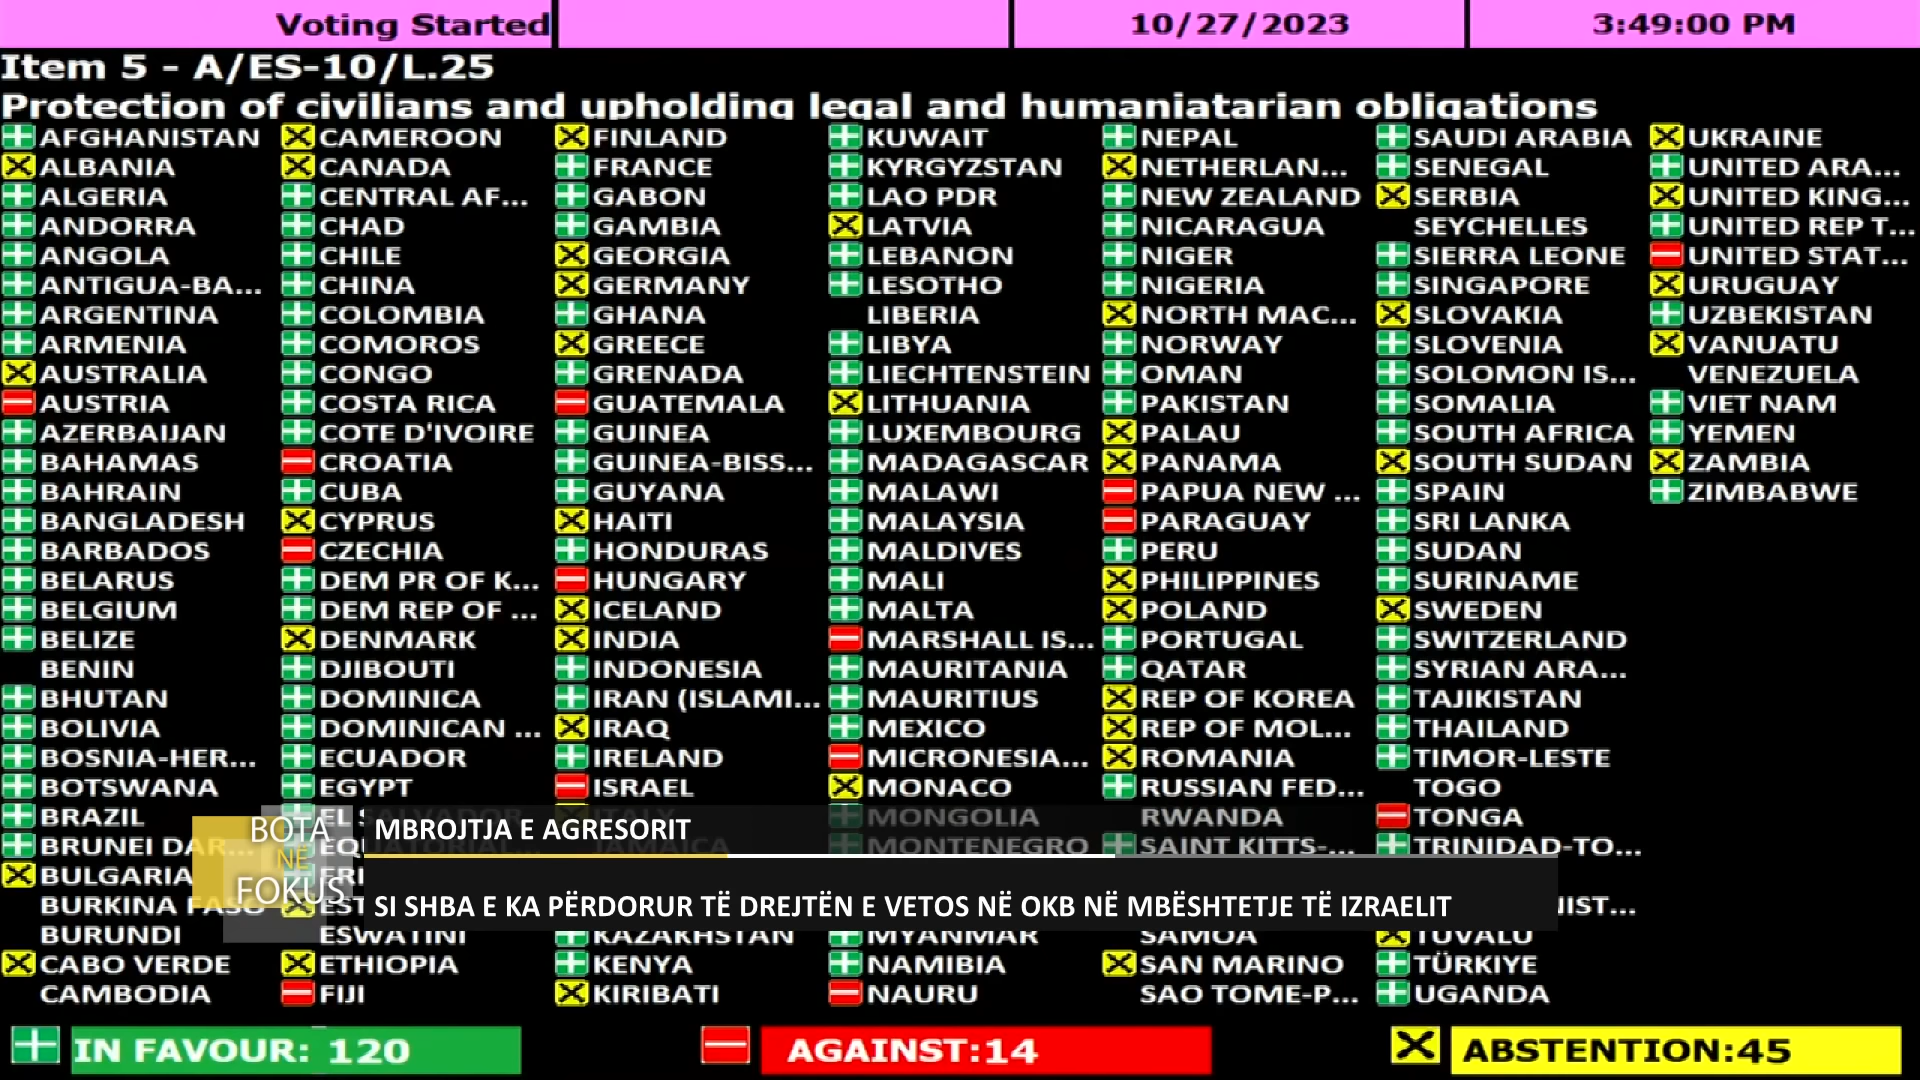 Voting Started 10/27/2023 3:49:00 PM
Item 5 - A/ES-10/L.25
Protection of civilians and upholding legal and humaniatarian obligations
AFGHANISTAN CAMEROON FINLAND KUWAIT NEPAL SAUDI ARABIA UKRAINE
ALBANIA CANADA FRANCE KYRGYZSTAN NETHERLAN... SENEGAL UNITED ARA...
ALGERIA CENTRAL AF... GABON LAO PDR NEW ZEALAND SERBIA UNITED KING...
ANDORRA CHAD GAMBIA LATVIA NICARAGUA SEYCHELLES UNITED REP T...
ANGOLA CHILE GEORGIA LEBANON NIGER SIERRA LEONE UNITED STAT...
ANTIGUA-BA... CHINA GERMANY LESOTHO NIGERIA SINGAPORE URUGUAY
ARGENTINA COLOMBIA GHANA LIBERIA NORTH MAC... SLOVAKIA UZBEKISTAN
ARMENIA COMOROS GREECE LIBYA NORWAY SLOVENIA VANUATU
AUSTRALIA CONGO GRENADA LIECHTENSTEIN OMAN SOLOMON IS... VENEZUELA
AUSTRIA COSTA RICA GUATEMALA LITHUANIA PAKISTAN SOMALIA VIET NAM
AZERBAIJAN COTE D'IVOIRE GUINEA LUXEMBOURG PALAU SOUTH AFRICA YEMEN
BAHAMAS CROATIA GUINEA-BISS... MADAGASCAR PANAMA SOUTH SUDAN ZAMBIA
BAHRAIN CUBA GUYANA MALAWI PAPUA NEW ... SPAIN ZIMBABWE
BANGLADESH CYPRUS HAITI MALAYSIA PARAGUAY SRI LANKA
BARBADOS CZECHIA HONDURAS MALDIVES PERU SUDAN
BELARUS DEM PR OF K... HUNGARY MALI PHILIPPINES SURINAME
BELGIUM DEM REP OF ... ICELAND MALTA POLAND SWEDEN
BELIZE DENMARK INDIA MARSHALL IS... PORTUGAL SWITZERLAND
BENIN DJIBOUTI INDONESIA MAURITANIA QATAR SYRIAN ARA...
BHUTAN DOMINICA IRAN (ISLAMI... MAURITIUS REP OF KOREA TAJIKISTAN
BOLIVIA DOMINICAN ... IRAQ MEXICO REP OF MOL... THAILAND
BOSNIA-HER... ECUADOR IRELAND MICRONESIA... ROMANIA TIMOR-LESTE
BOTSWANA EGYPT ISRAEL MONACO RUSSIAN FED... TOGO
BRAZIL EL SALVADOR ITALY MONGOLIA RWANDA TONGA
BRUNEI DAR... EQUATORIAL... JAMAICA MONTENEGRO SAINT KITTS-... TRINIDAD-TO...
BULGARIA
BURKINA FASO
BURUNDI ESWATINI KAZAKHSTAN MYANMAR SAMOA TUVALU
CABO VERDE ETHIOPIA KENYA NAMIBIA SAN MARINO TÜRKIYE
CAMBODIA FIJI KIRIBATI NAURU SAO TOME-P... UGANDA
BOTA
NË
FOKUS
MBROJTJA E AGRESORIT
SI SHBA E KA PËRDORUR TË DREJTËN E VETOS NË OKB NË MBËSHTETJE TË IZRAELIT
IN FAVOUR: 120 AGAINST:14 ABSTENTION:45